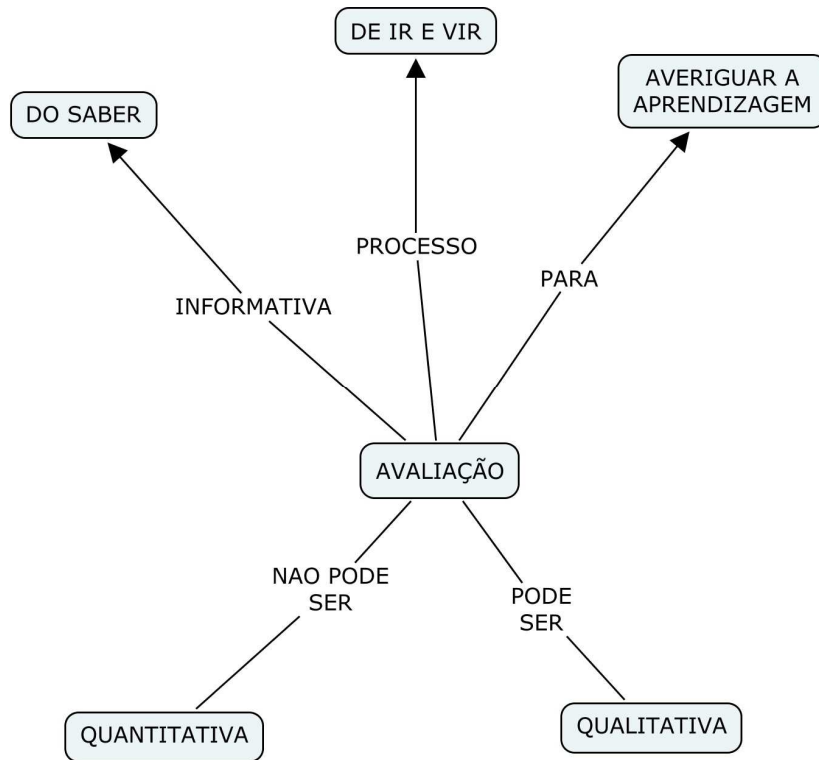 DE IR E VIR
AVERIGUAR A
APRENDIZAGEM
DO SABER
PROCESSO
PARA
INFORMATIVA
AVALIAÇÃO
NAO PODE
SER
PODE
SER
QUANTITATIVA
QUALITATIVA